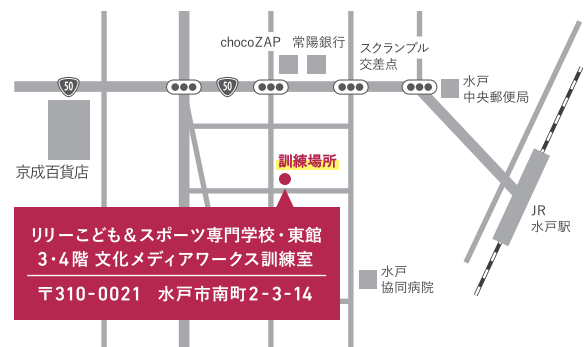 chocoZAP
常陽銀行
スクランブル
交差点
50
50
水戸
中央郵便局
京成百貨店
訓練場所
JR
水戸駅
リリーこども&スポーツ専門学校・東館
3・4階 文化メディアワークス訓練室
〒310-0021 水戸市南町2-3-14
水戸
協同病院